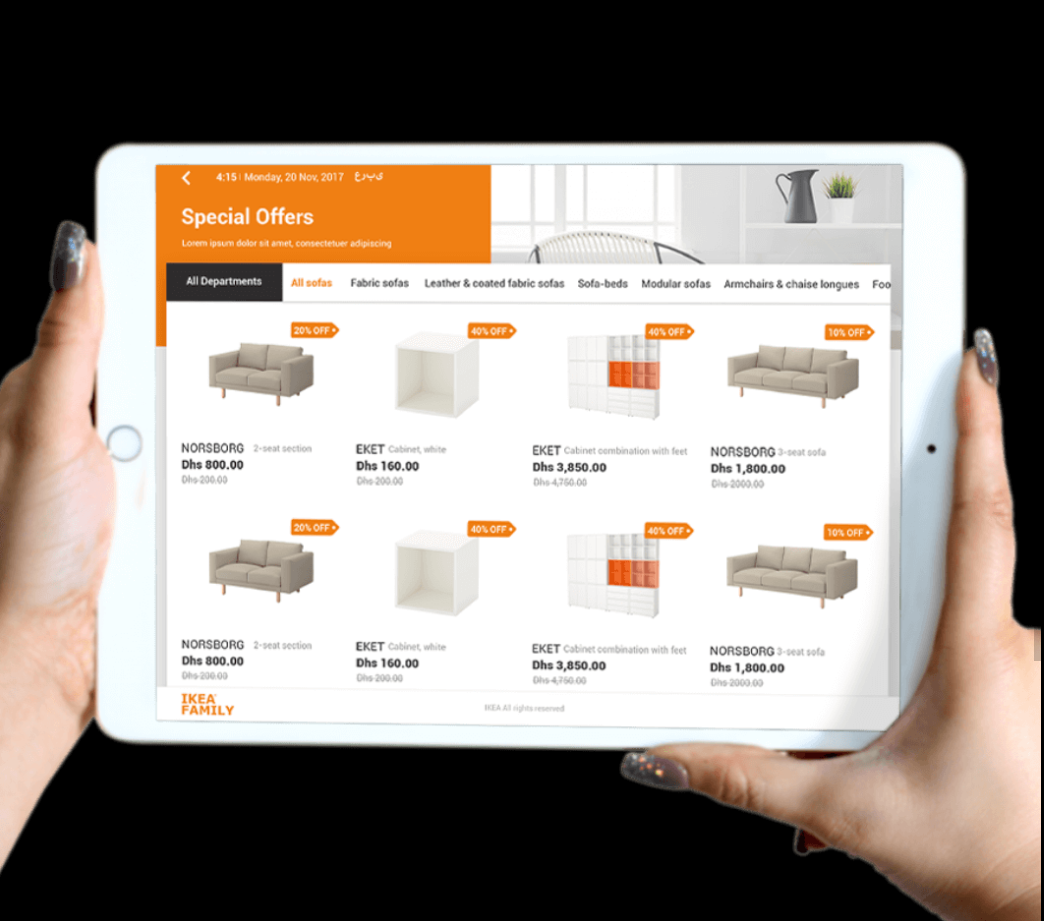 4:15 | Monday, 20 Nov, 2017 عربي
Special Offers
Lorem ipsum dolor sit amet, consectetuer adipiscing
All Departments All sofas Fabric sofas Leather & coated fabric sofas Sofa-beds Modular sofas Armchairs & chaise longues Foo
20% OFF 40% OFF 40% OFF 10% OFF
NORSBORG 2-seat section EKET Cabinet, white EKET Cabinet combination with feet NORSBORG 3-seat sofa
Dhs 800.00 Dhs 160.00 Dhs 3,850.00 Dhs 1,800.00
Dhs 200.00 Dhs 200.00 Dhs 4,750.00 Dhs 2000.00
20% OFF 40% OFF 40% OFF 10% OFF
NORSBORG 2-seat section EKET Cabinet, white EKET Cabinet combination with feet NORSBORG 3-seat sofa
Dhs 800.00 Dhs 160.00 Dhs 3,850.00 Dhs 1,800.00
Dhs 200.00 Dhs 200.00 Dhs 4,750.00 Dhs 2000.00
IKEA
FAMILY
IKEA All rights reserved